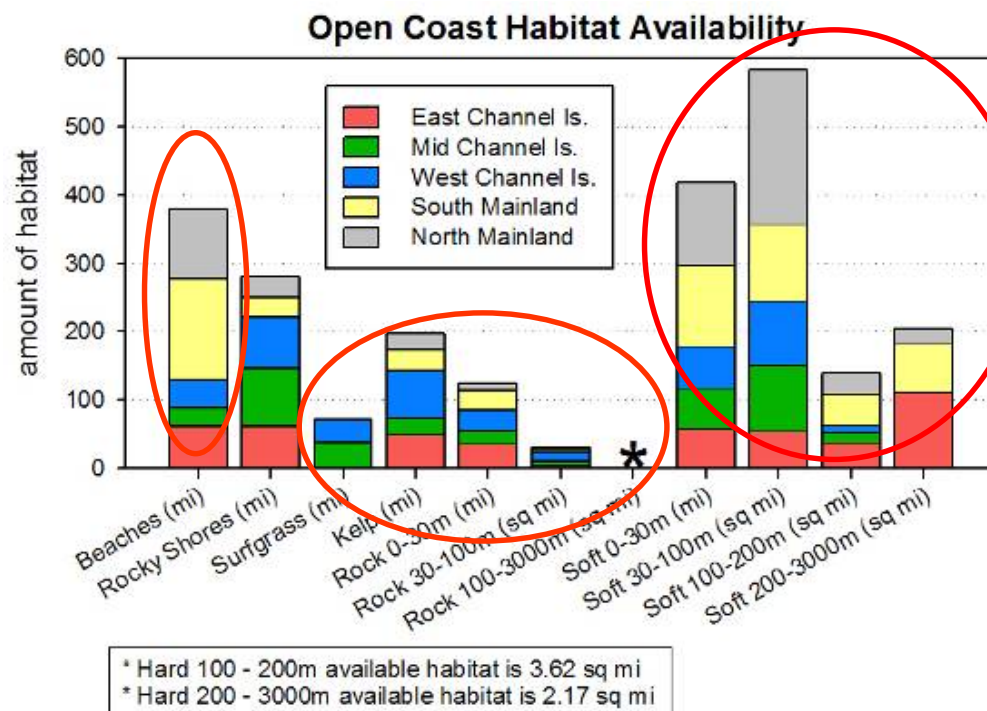 Open Coast Habitat Availability
amount of habitat
600
500
400
300
200
100
0
East Channel Is.
Mid Channel Is.
West Channel Is.
South Mainland
North Mainland
*
Beaches (mi)
Rocky Shores (mi)
Surfgrass (mi)
Kelp (mi)
Rock 0-30m (mi)
Rock 30-100m (sq mi)
Rock 100-3000m (sq mi)
Soft 0-30m (mi)
Soft 30-100m (sq mi)
Soft 100-200m (sq mi)
Soft 200-3000m (sq mi)
* Hard 100 - 200m available habitat is 3.62 sq mi
* Hard 200 - 3000m available habitat is 2.17 sq mi